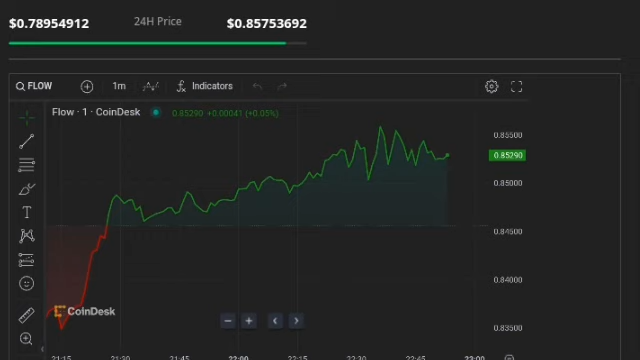 $0.78954912 24H Price $0.85753692
FLOW 1m Indicators
Flow · 1 · CoinDesk 0.85290 +0.00041 (+0.05%)
0.85500
0.85290
0.85000
0.84500
0.84000
CoinDesk
0.83500
21:15 21:30 21:45 22:00 22:15 22:30 22:45 23:00